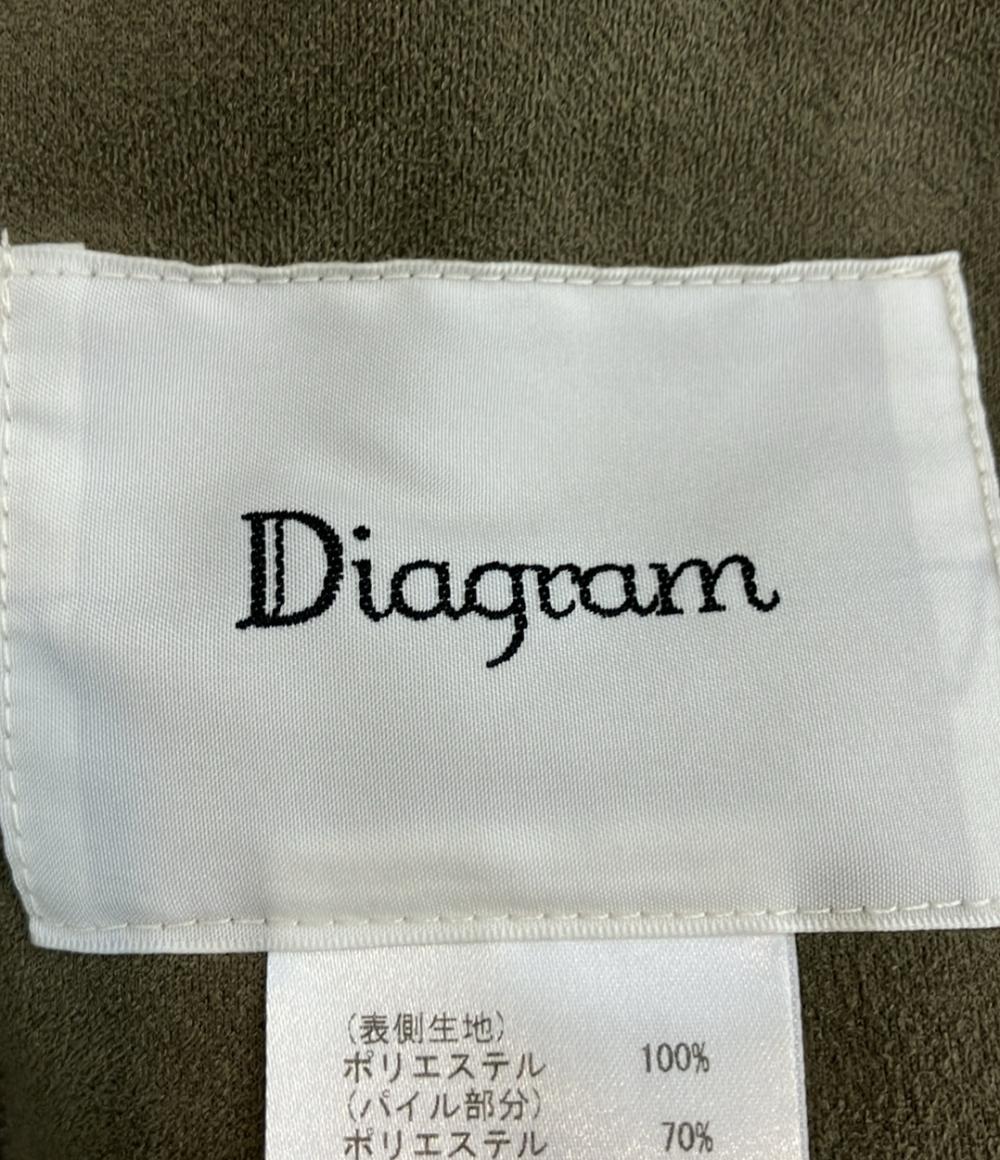 Diagram
(表側生地)
ポリエステル 100%
(パイル部分)
ポリエステル 70%